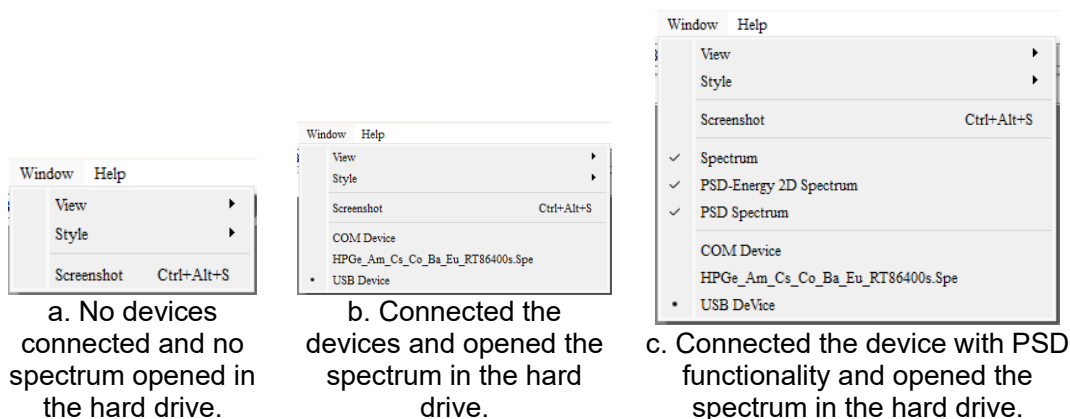 Window Help
View
Style
Screenshot Ctrl+Alt+S
a. No devices
connected and no
spectrum opened in
the hard drive.
Window Help
View
Style
Screenshot Ctrl+Alt+S
COM Device
HPGe_Am_Cs_Co_Ba_Eu_RT86400s.Spe
USB Device
b. Connected the
devices and opened the
spectrum in the hard
drive.
Window Help
View
Style
Screenshot Ctrl+Alt+S
Spectrum
PSD-Energy 2D Spectrum
PSD Spectrum
COM Device
HPGe_Am_Cs_Co_Ba_Eu_RT86400s.Spe
USB DeVice
c. Connected the device with PSD
functionality and opened the
spectrum in the hard drive.